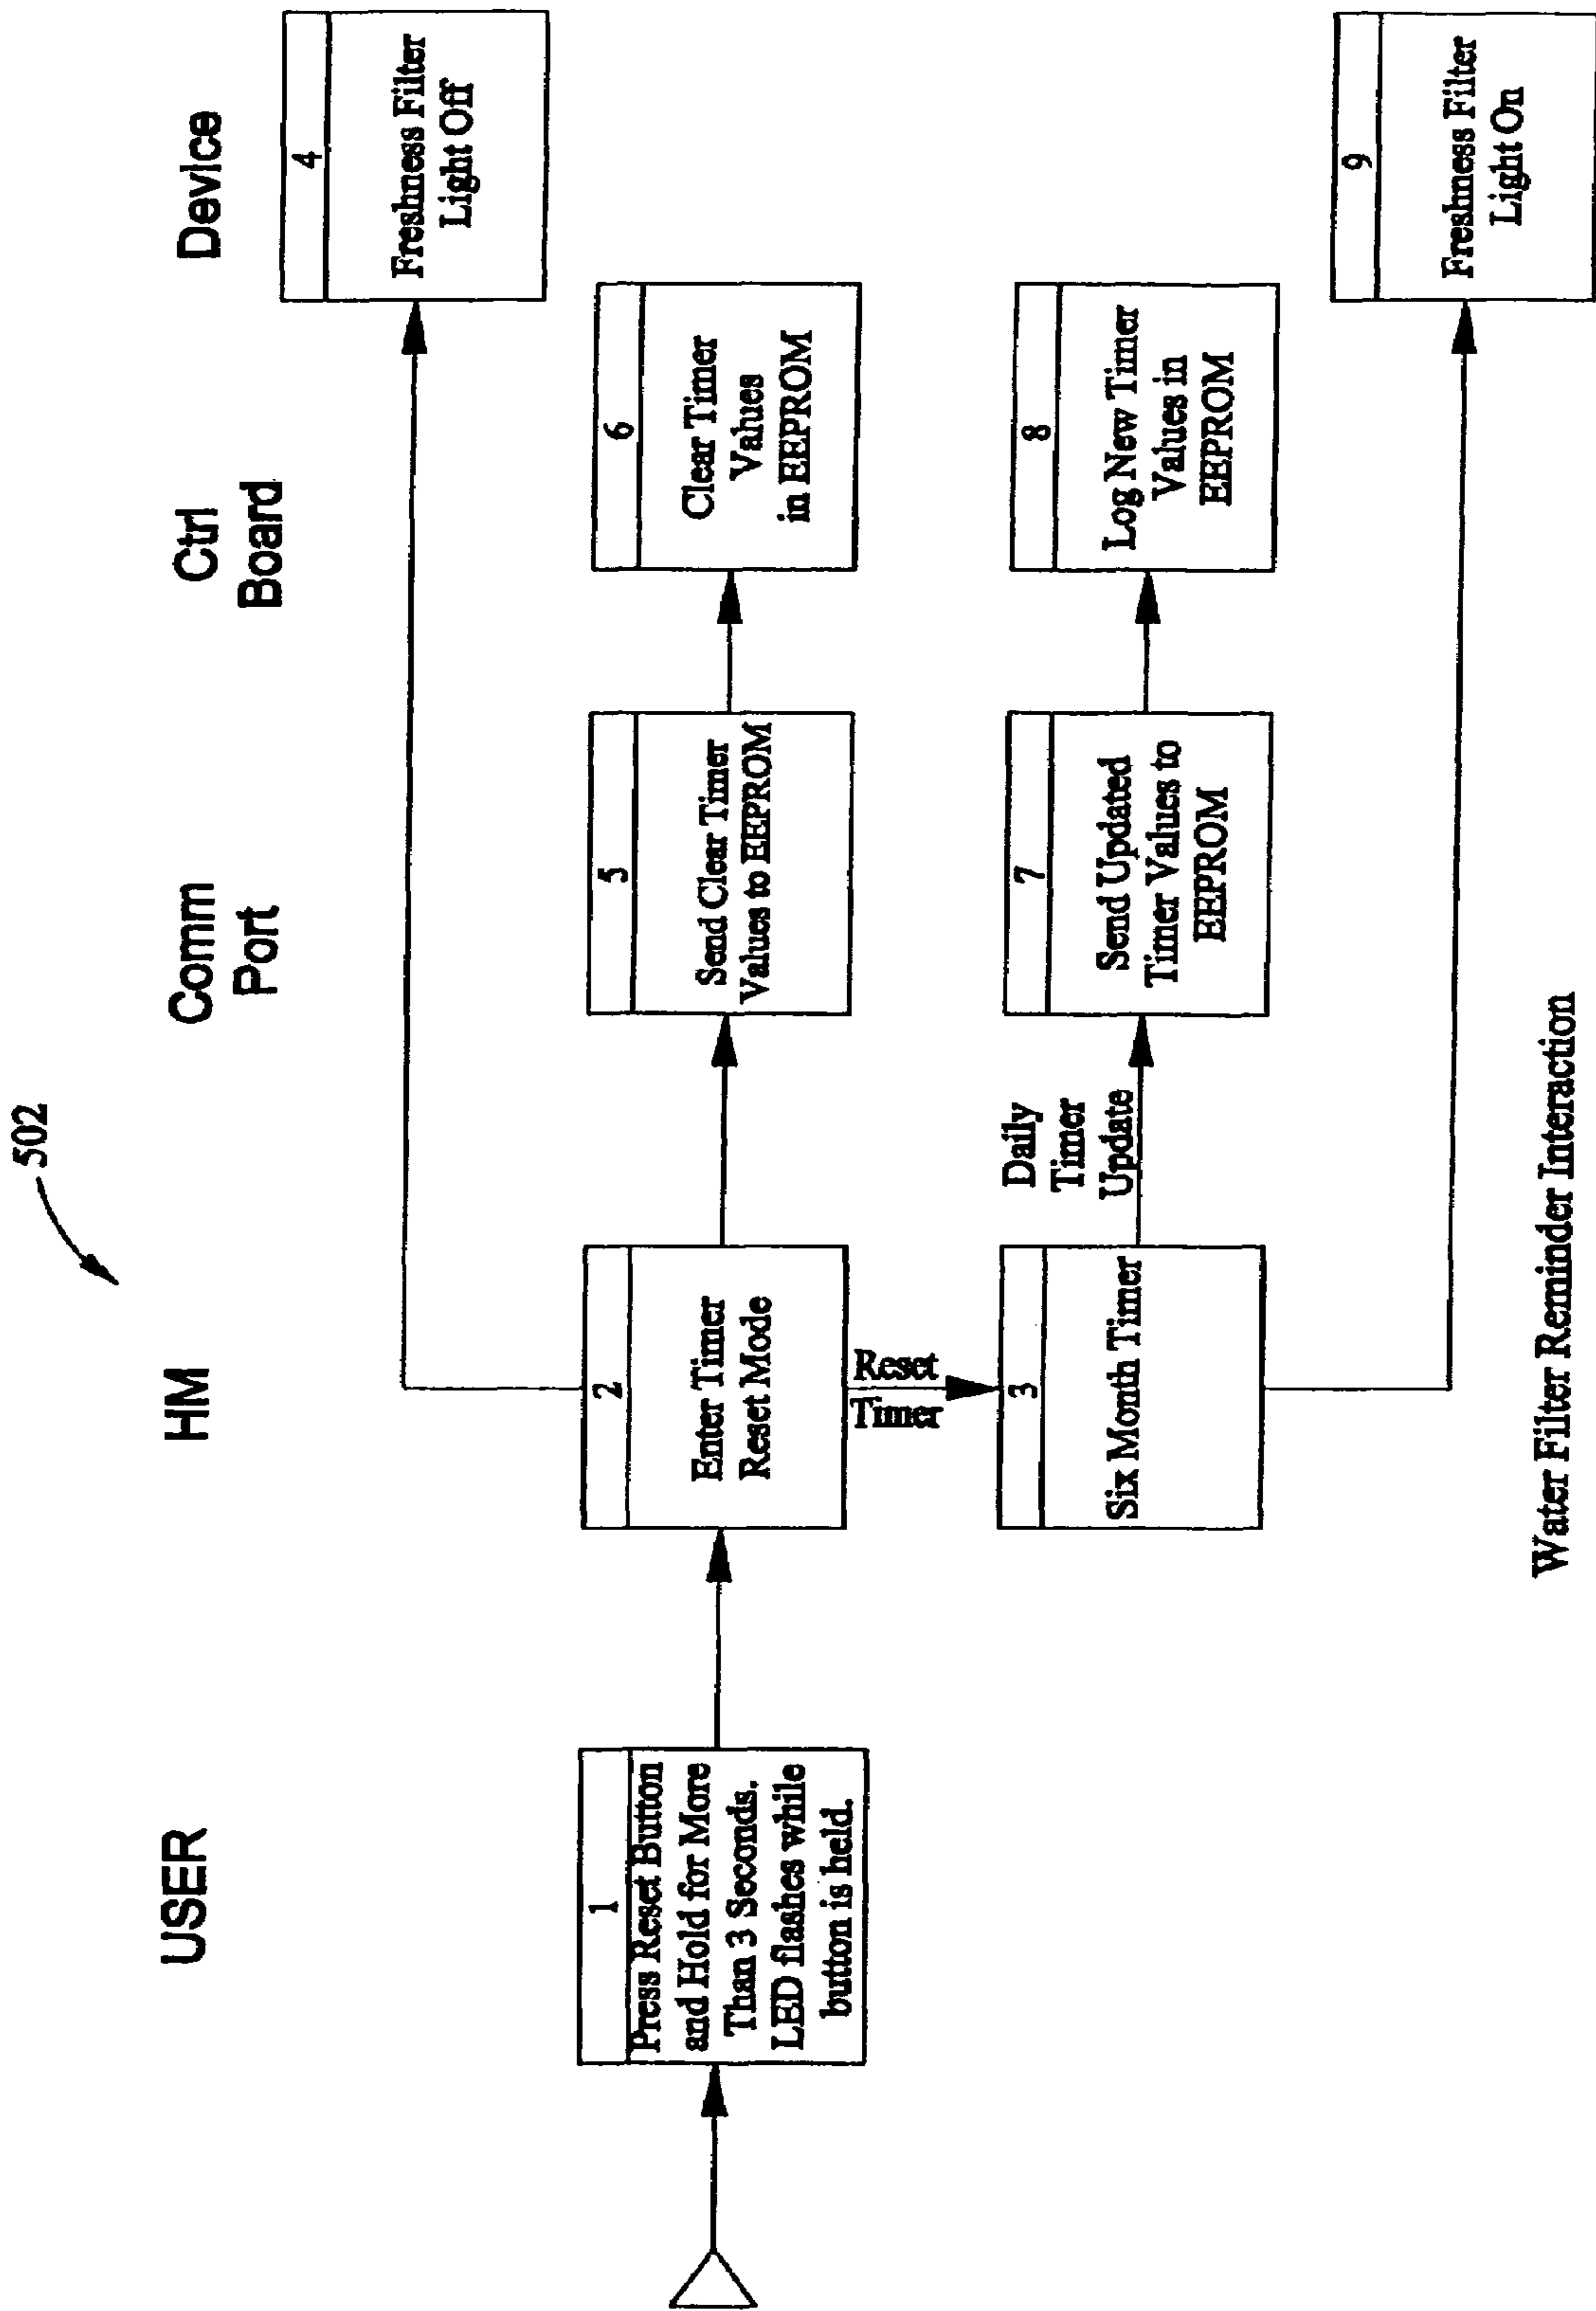 502
USER
HM
Comm
Port
Ctrl
Board
Device
4
Freshness Filter
Light Off
1
Press Reset Button
and Hold for More
Than 3 Seconds.
LED flashes while
button is held.
2
Enter Timer
Reset Mode
5
Send Clear Timer
Values to EEPROM
6
Clear Timer
Values
in EEPROM
Reset
Timer
3
Six Month Timer
Daily
Timer
Update
7
Send Updated
Timer Values to
EEPROM
8
Log New Timer
Values in
EEPROM
9
Freshness Filter
Light On
Water Filter Reminder Interaction